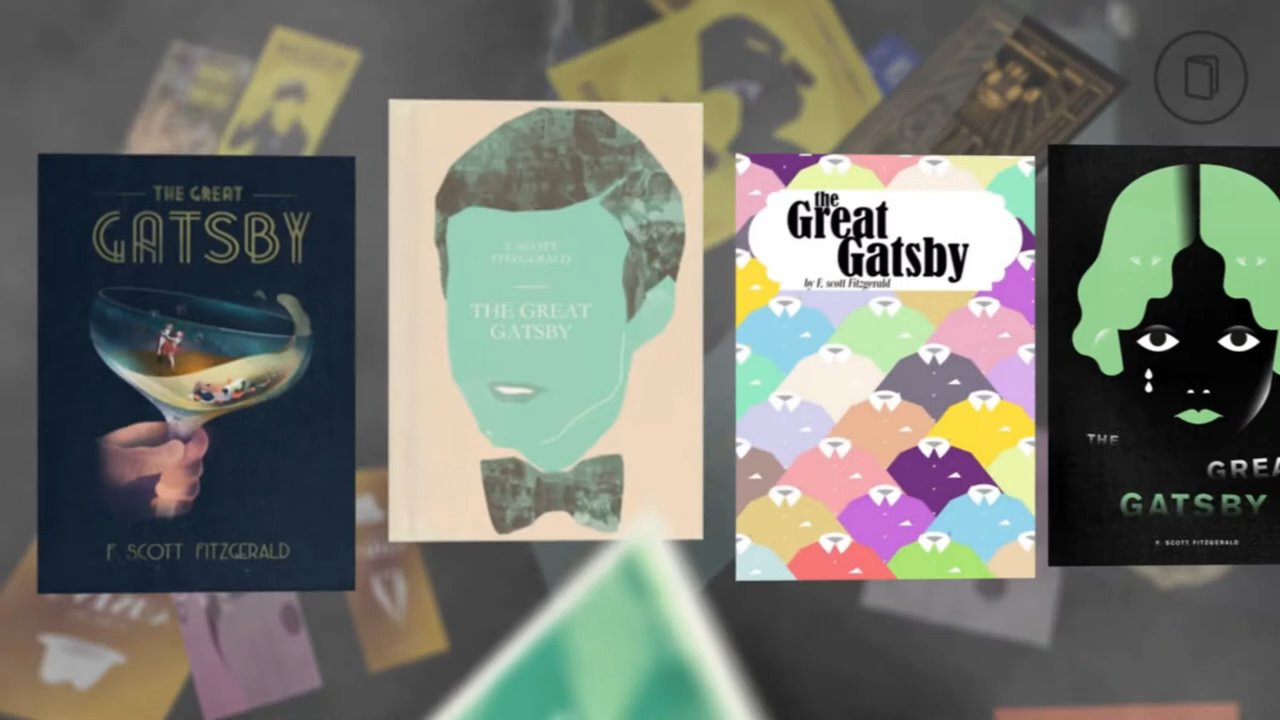 THE GREAT
GATSBY
F. SCOTT FITZGERALD
F. SCOTT
FITZGERALD
THE GREAT
GATSBY
the
Great
Gatsby
by F. scott Fitzgerald
THE
GREA
GATSBY
F. SCOTT FITZGERALD